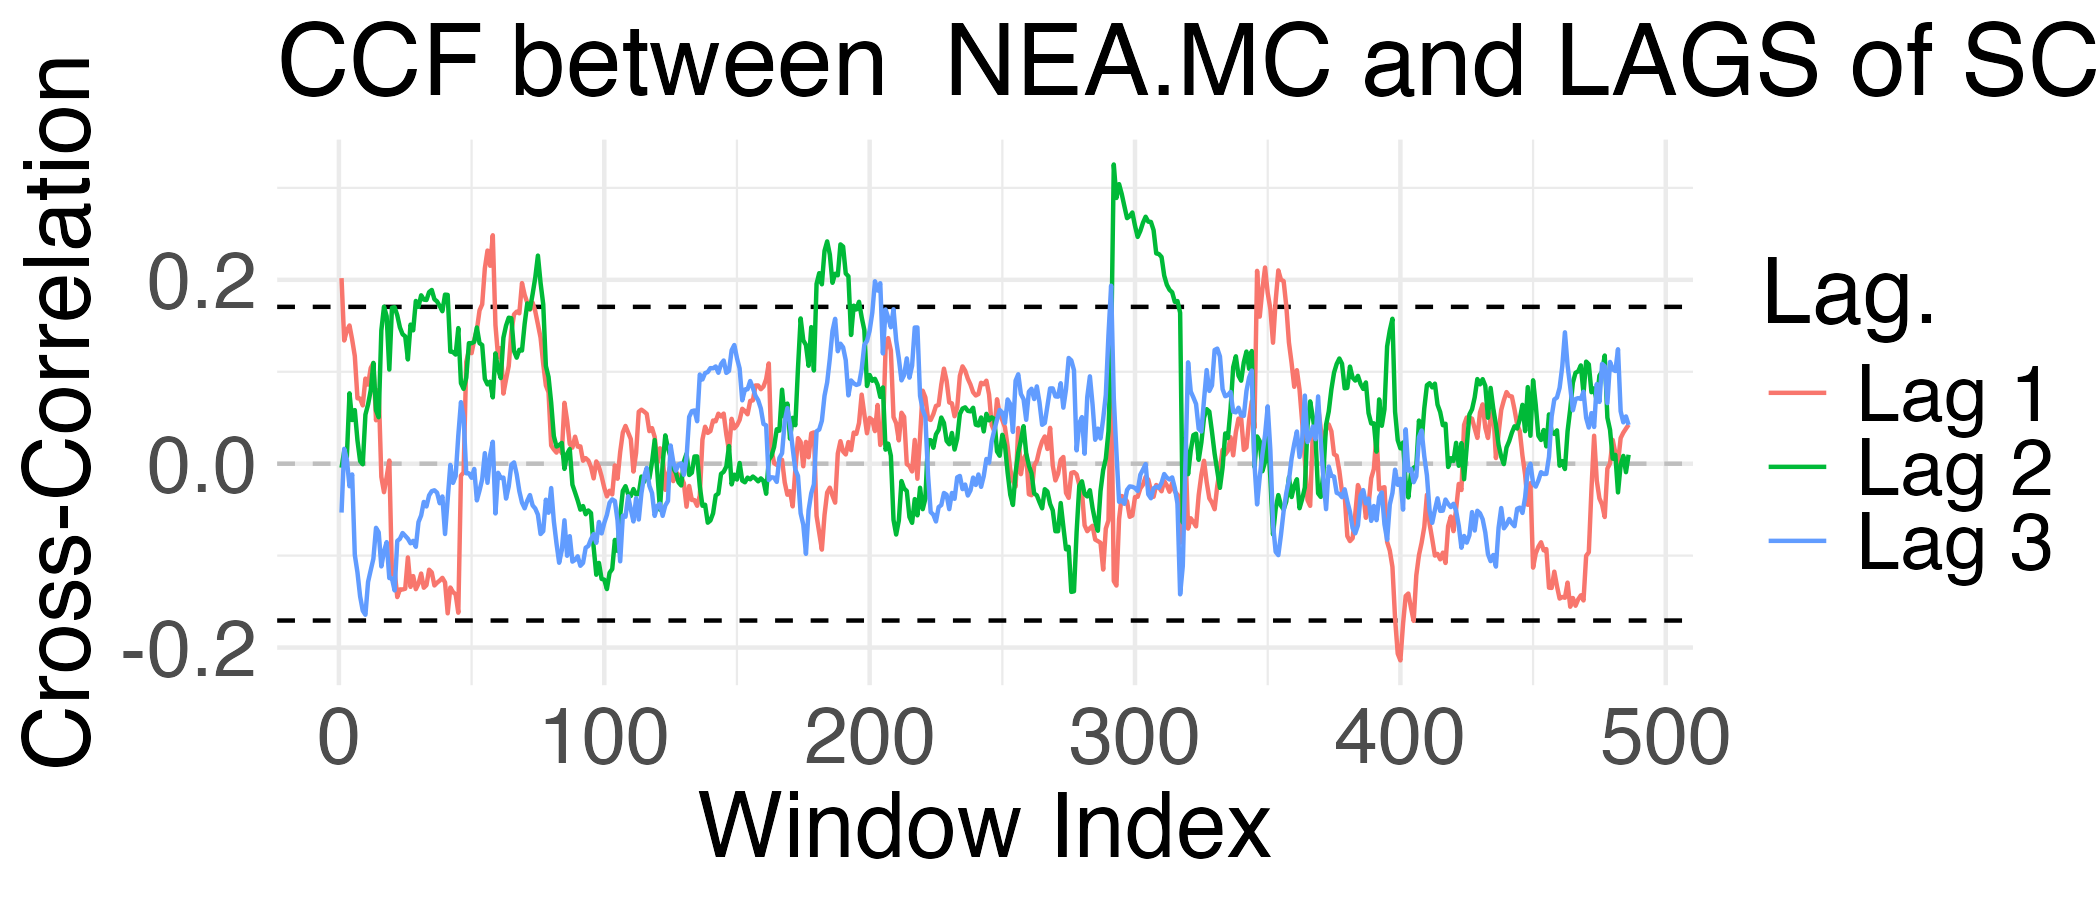 CCF between  NEA.MC and LAGS of SC
Cross-Correlation
0.2
0.0
-0.2
0
100
200
300
400
500
Window Index
Lag.
Lag 1
Lag 2
Lag 3